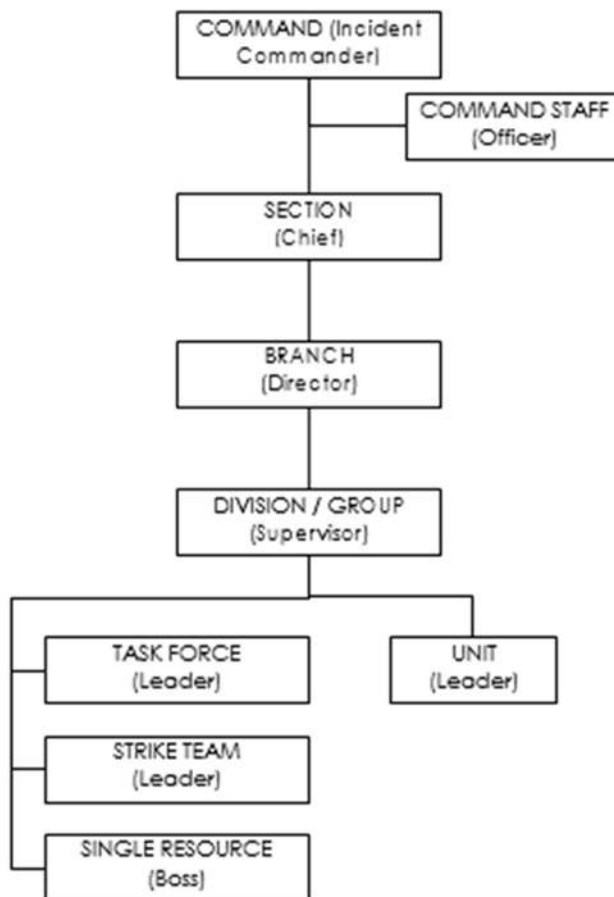 COMMAND (Incident
Commander)
COMMAND STAFF
(Officer)
SECTION
(Chief)
BRANCH
(Director)
DIVISION / GROUP
(Supervisor)
TASK FORCE
(Leader)
UNIT
(Leader)
STRIKE TEAM
(Leader)
SINGLE RESOURCE
(Boss)